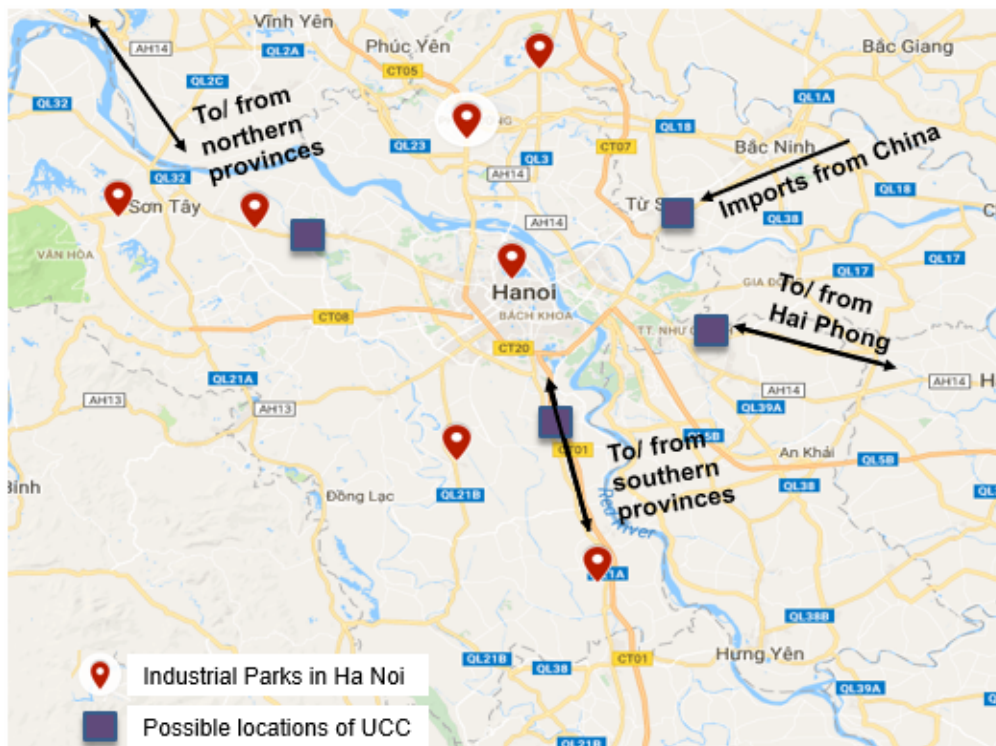 Vĩnh Yên
Phúc Yên
Bắc Giang
AH14
QL2A
CT05
QL2C
QL32
QL1A
To/ from
northern
provinces
QL23
QL3
QL18
CT07
Bắc Ninh
Imports from China
QL32
QL18
Sơn Tây
Từ S
QL38
AH14
VÂN HÒA
QL17
QL17
GIA
Hanoi
BÁCH KHOA
To/ from
Hai Phong
CT08
TT. NHƯ
CT20
QL21A
AH13
AH13
AH14
AH14
QL39A
CT01
QL5B
An Khải
QL5B
To/ from
southern
provinces
QL38
Bình
Đồng Lạc
QL21B
Red River
1A
QL38B
QL21B
QL38
CT01
Hưng Yên
QL39A
QL21B
Industrial Parks in Ha Noi
Possible locations of UCC